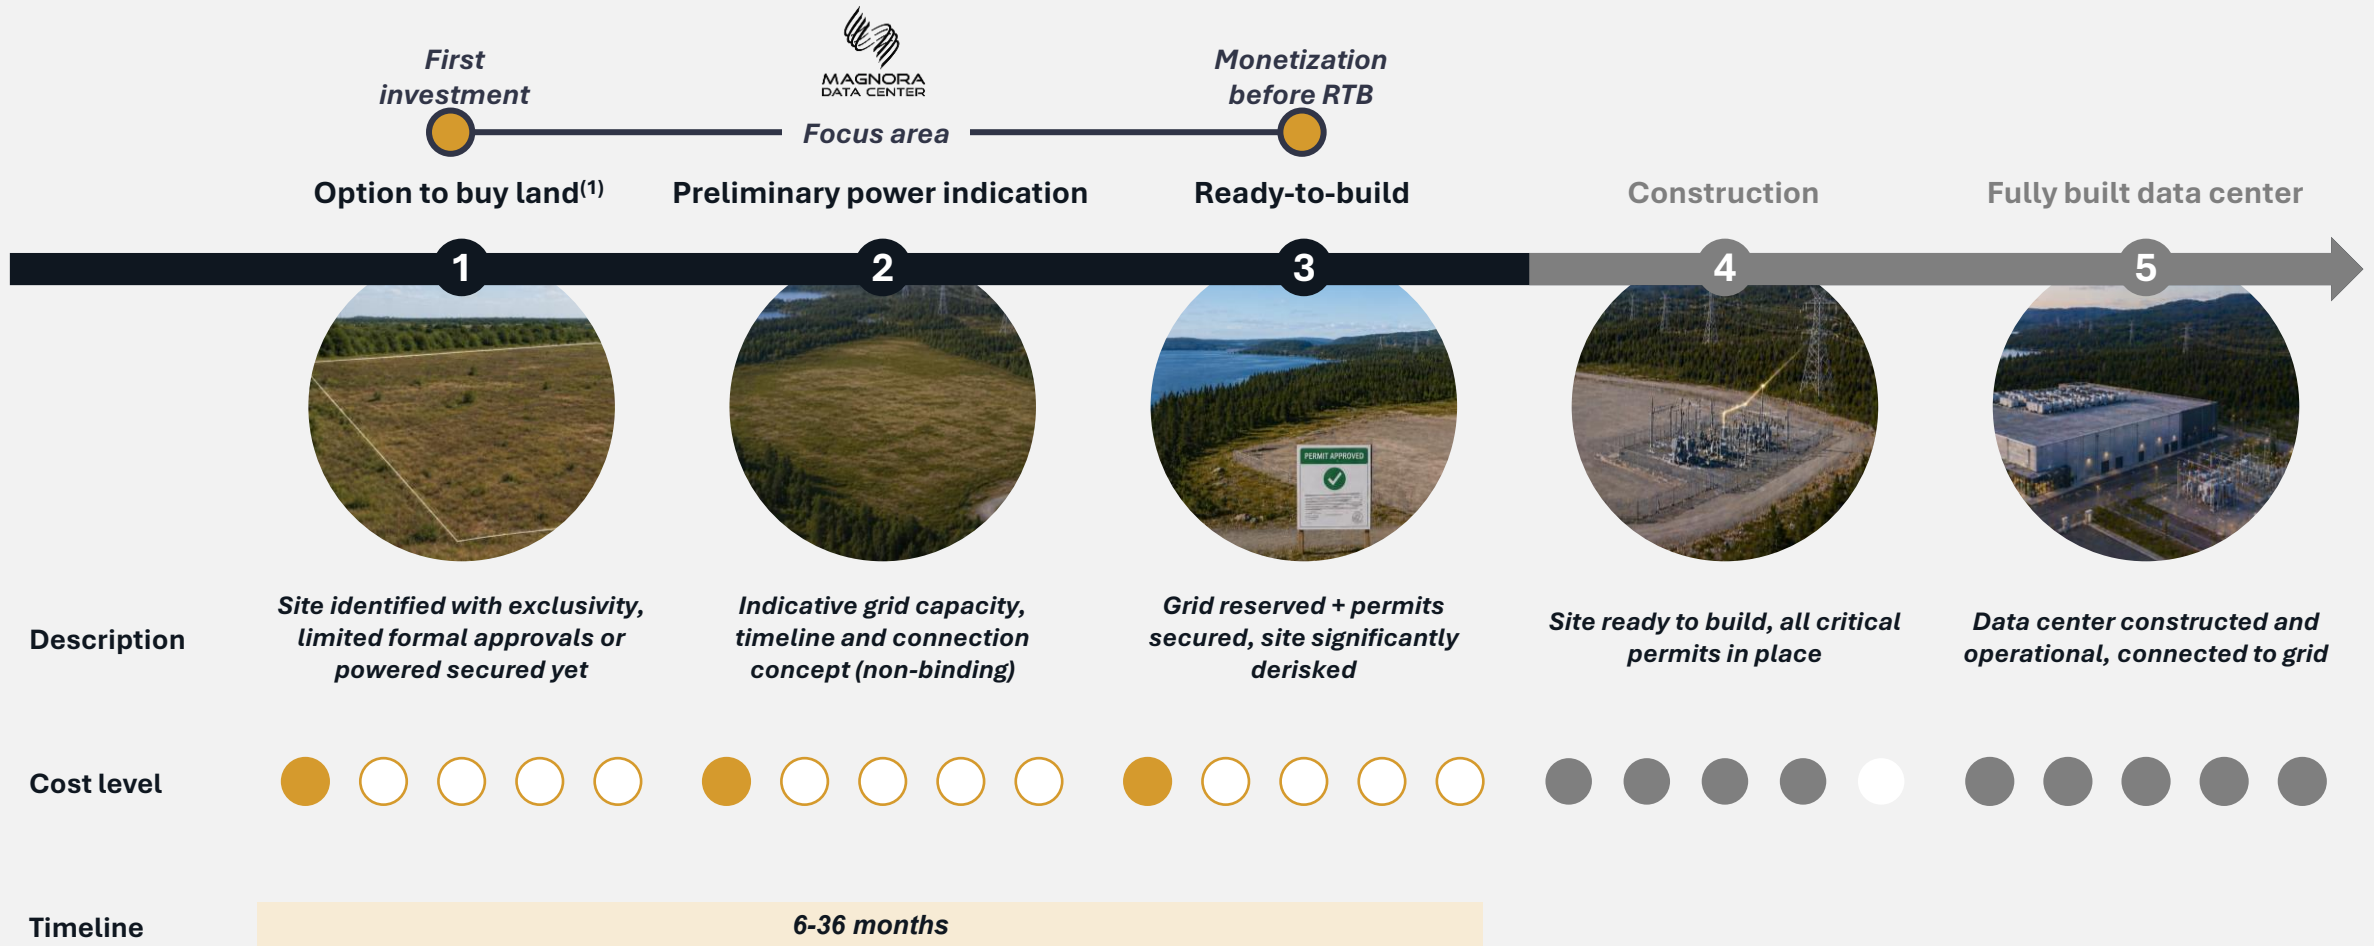 First
investment
MAGNORA
DATA CENTER
Monetization
before RTB
Focus area
Option to buy land(1)
Preliminary power indication
Ready-to-build
Construction
Fully built data center
1
2
3
4
5
PERMIT APPROVED
Description
Site identified with exclusivity,
limited formal approvals or
powered secured yet
Indicative grid capacity,
timeline and connection
concept (non-binding)
Grid reserved + permits
secured, site significantly
derisked
Site ready to build, all critical
permits in place
Data center constructed and
operational, connected to grid
Cost level
Timeline
6-36 months